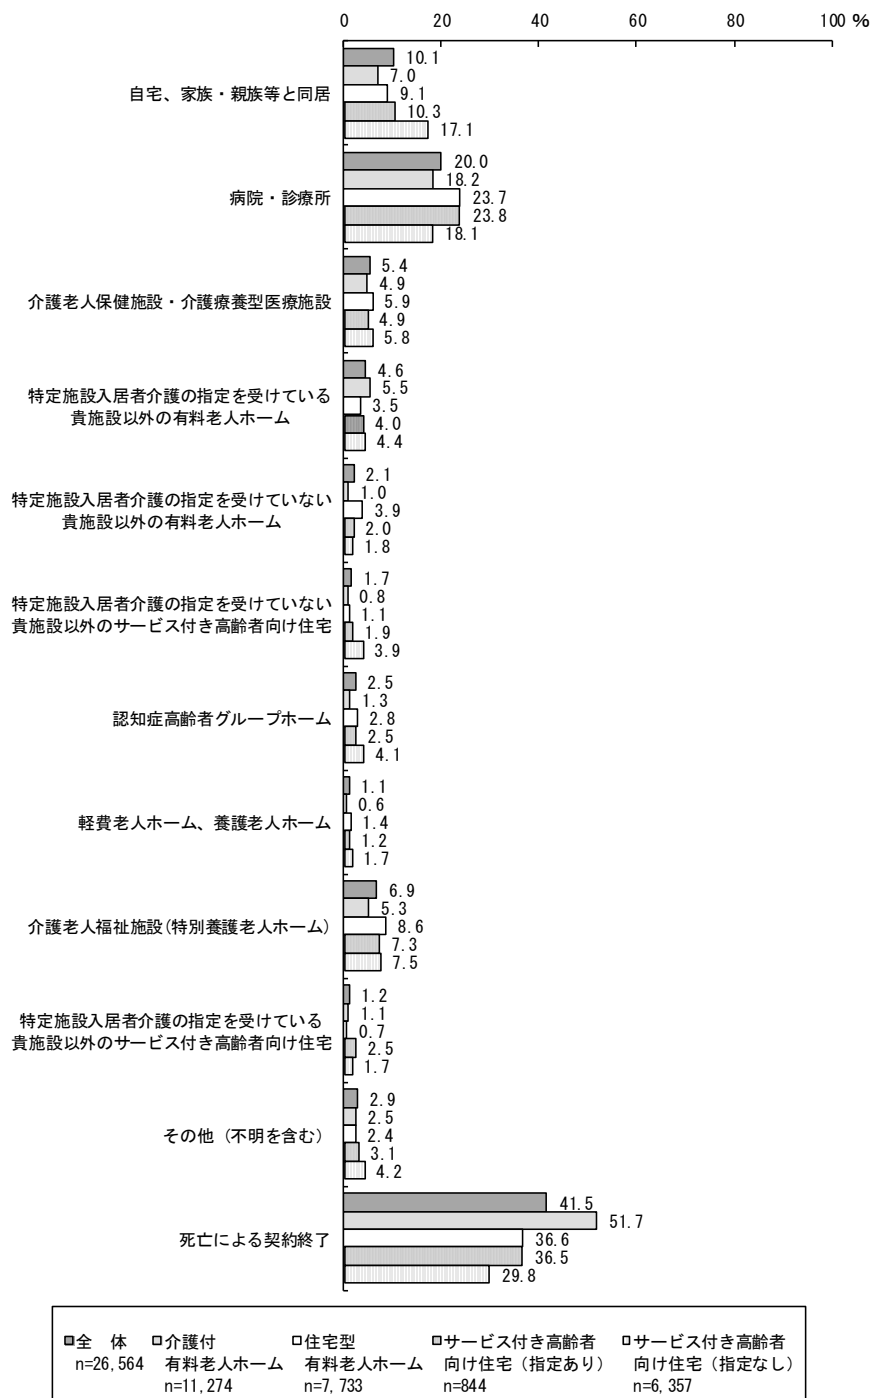 0 20 40 60 80 100 %
自宅、家族・親族等と同居
10.1
7.0
9.1
10.3
17.1
病院・診療所
20.0
18.2
23.7
23.8
18.1
介護老人保健施設・介護療養型医療施設
5.4
4.9
5.9
4.9
5.8
特定施設入居者介護の指定を受けている
貴施設以外の有料老人ホーム
4.6
5.5
3.5
4.0
4.4
特定施設入居者介護の指定を受けていない
貴施設以外の有料老人ホーム
2.1
1.0
3.9
2.0
1.8
特定施設入居者介護の指定を受けていない
貴施設以外のサービス付き高齢者向け住宅
1.7
0.8
1.1
1.9
3.9
認知症高齢者グループホーム
2.5
1.3
2.8
2.5
4.1
軽費老人ホーム、養護老人ホーム
1.1
0.6
1.4
1.2
1.7
介護老人福祉施設(特別養護老人ホーム)
6.9
5.3
8.6
7.3
7.5
特定施設入居者介護の指定を受けている
貴施設以外のサービス付き高齢者向け住宅
1.2
1.1
0.7
2.5
1.7
その他（不明を含む）
2.9
2.5
2.4
3.1
4.2
死亡による契約終了
41.5
51.7
36.6
36.5
29.8
全　体
n=26,564
介護付
有料老人ホーム
n=11,274
住宅型
有料老人ホーム
n=7,733
サービス付き高齢者
向け住宅（指定あり）
n=844
サービス付き高齢者
向け住宅（指定なし）
n=6,357